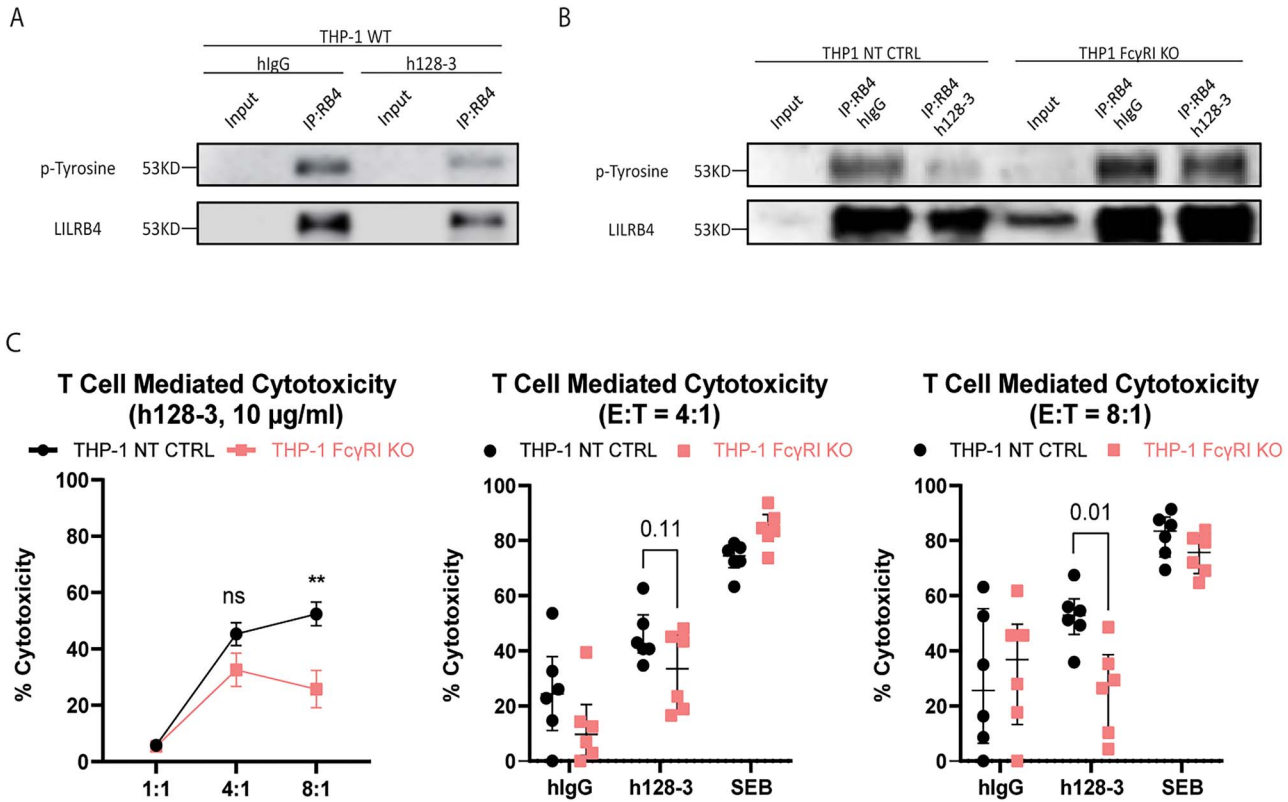 A
THP-1 WT
hIgG h128-3
Input IP:RB4 Input IP:RB4
p-Tyrosine 53KD
LILRB4 53KD
B
THP1 NT CTRL THP1 FcγRI KO
Input IP:RB4 hIgG IP:RB4 h128-3 Input IP:RB4 hIgG IP:RB4 h128-3
p-Tyrosine 53KD
LILRB4 53KD
C
T Cell Mediated Cytotoxicity
(h128-3, 10 µg/ml)
THP-1 NT CTRL THP-1 FcγRI KO
% Cytotoxicity
100
80
60
40
20
0
ns **
1:1 4:1 8:1
T Cell Mediated Cytotoxicity
(E:T = 4:1)
THP-1 NT CTRL THP-1 FcγRI KO
% Cytotoxicity
100
80
60
40
20
0
0.11
hIgG h128-3 SEB
T Cell Mediated Cytotoxicity
(E:T = 8:1)
THP-1 NT CTRL THP-1 FcγRI KO
% Cytotoxicity
100
80
60
40
20
0
0.01
hIgG h128-3 SEB